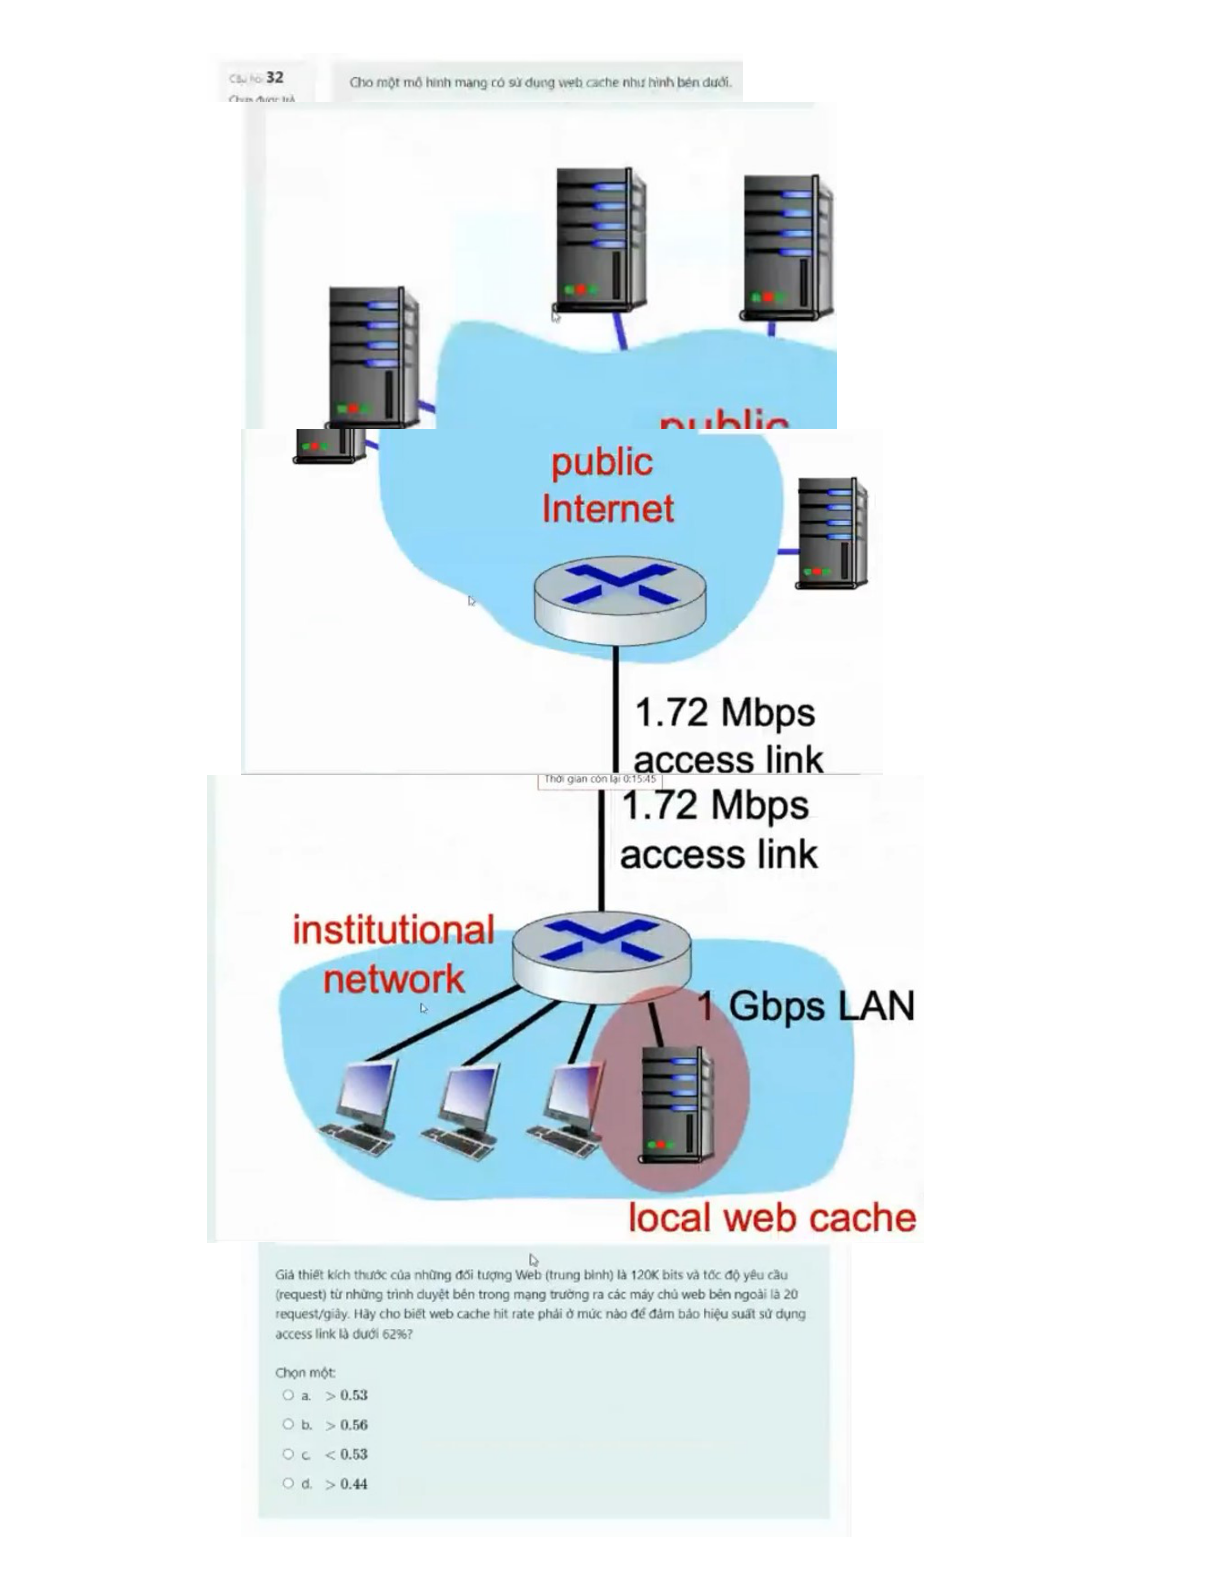 Câu hỏi 32
Cho một mô hình mạng có sử dụng web cache như hình bên dưới.
Chưa được trả
public
public
Internet
1.72 Mbps
access link
Thời gian còn lại 0:15:45
1.72 Mbps
access link
institutional
network
1 Gbps LAN
local web cache
Giả thiết kích thước của những đối tượng Web (trung bình) là 120K bits và tốc độ yêu cầu
(request) từ những trình duyệt bên trong mạng trường ra các máy chủ web bên ngoài là 20
request/giây. Hãy cho biết web cache hit rate phải ở mức nào để đảm bảo hiệu suất sử dụng
access link là dưới 62%?
Chọn một:
a. > 0.53
b. > 0.56
c. < 0.53
d. > 0.44